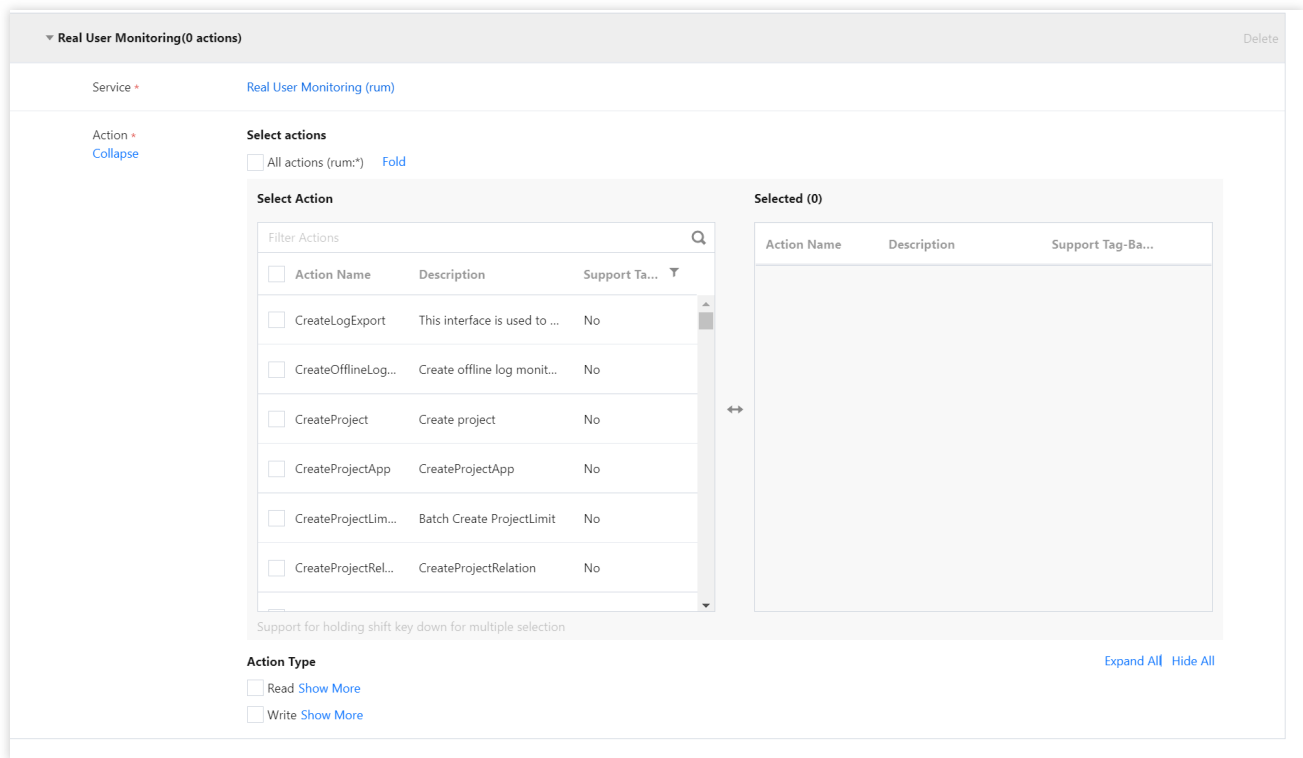 Real User Monitoring(0 actions)
Delete
Service *
Real User Monitoring (rum)
Action *
Collapse
Select actions
All actions (rum:*) Fold
Select Action
Filter Actions
Action Name Description Support Ta...
CreateLogExport This interface is used to ... No
CreateOfflineLog... Create offline log monit... No
CreateProject Create project No
CreateProjectApp CreateProjectApp No
CreateProjectLim... Batch Create ProjectLimit No
CreateProjectRel... CreateProjectRelation No
Support for holding shift key down for multiple selection
Selected (0)
Action Name Description Support Tag-Ba...
Action Type
Expand All Hide All
Read Show More
Write Show More